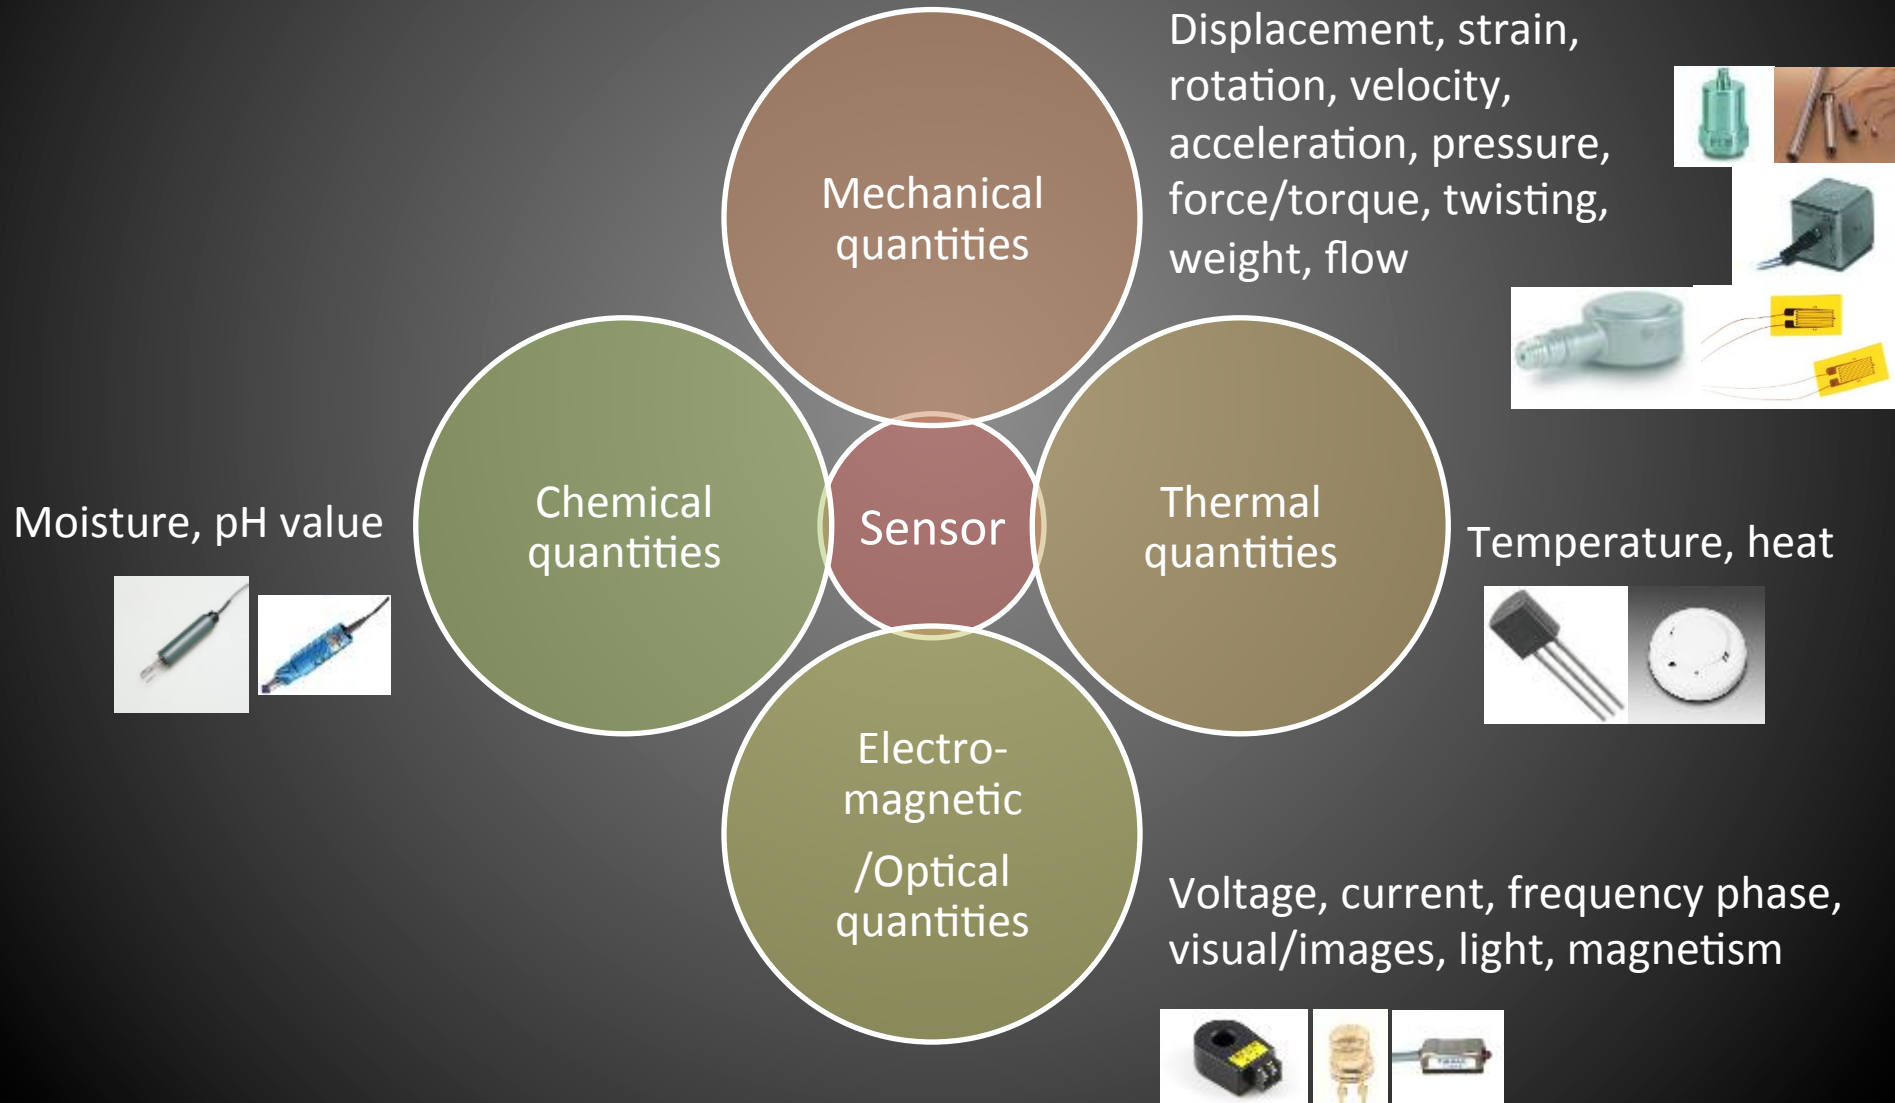 Mechanical
quantities
Displacement, strain,
rotation, velocity,
acceleration, pressure,
force/torque, twisting,
weight, flow
Chemical
quantities
Moisture, pH value
Sensor
Thermal
quantities
Temperature, heat
Electro-
magnetic
/Optical
quantities
Voltage, current, frequency phase,
visual/images, light, magnetism